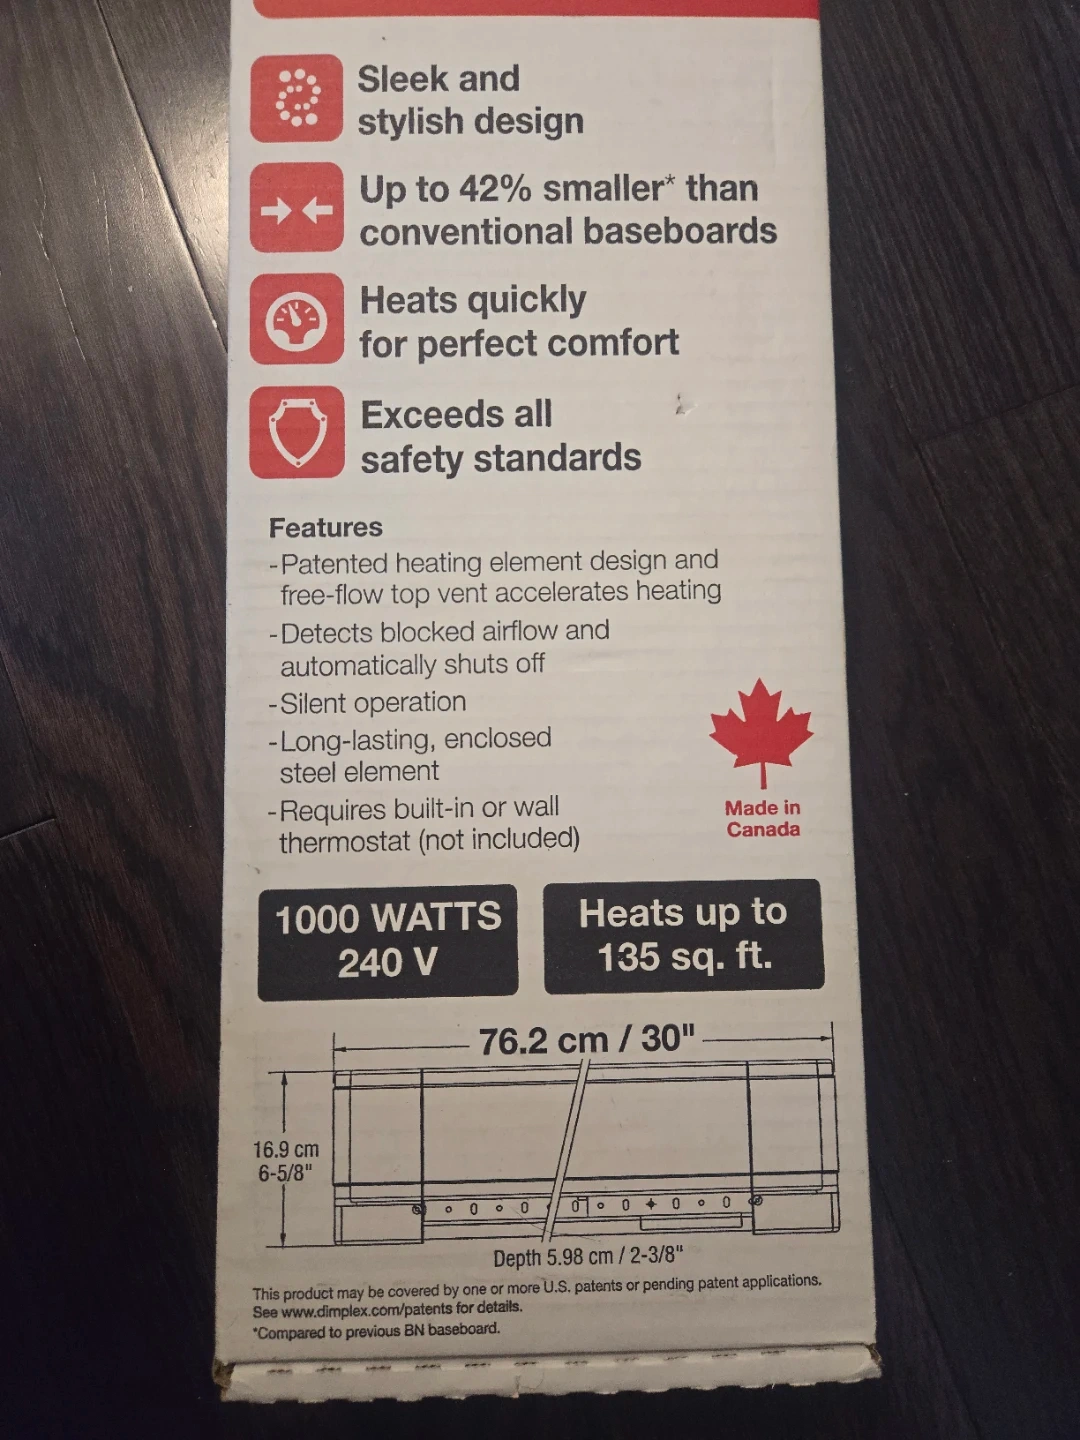 Sleek and
stylish design
Up to 42% smaller* than
conventional baseboards
Heats quickly
for perfect comfort
Exceeds all
safety standards
Features
-Patented heating element design and
free-flow top vent accelerates heating
-Detects blocked airflow and
automatically shuts off
-Silent operation
-Long-lasting, enclosed
steel element
-Requires built-in or wall
thermostat (not included)
Made in
Canada
1000 WATTS
240 V
Heats up to
135 sq. ft.
76.2 cm / 30"
16.9 cm
6-5/8"
Depth 5.98 cm / 2-3/8"
This product may be covered by one or more U.S. patents or pending patent applications.
See www.dimplex.com/patents for details.
*Compared to previous BN baseboard.